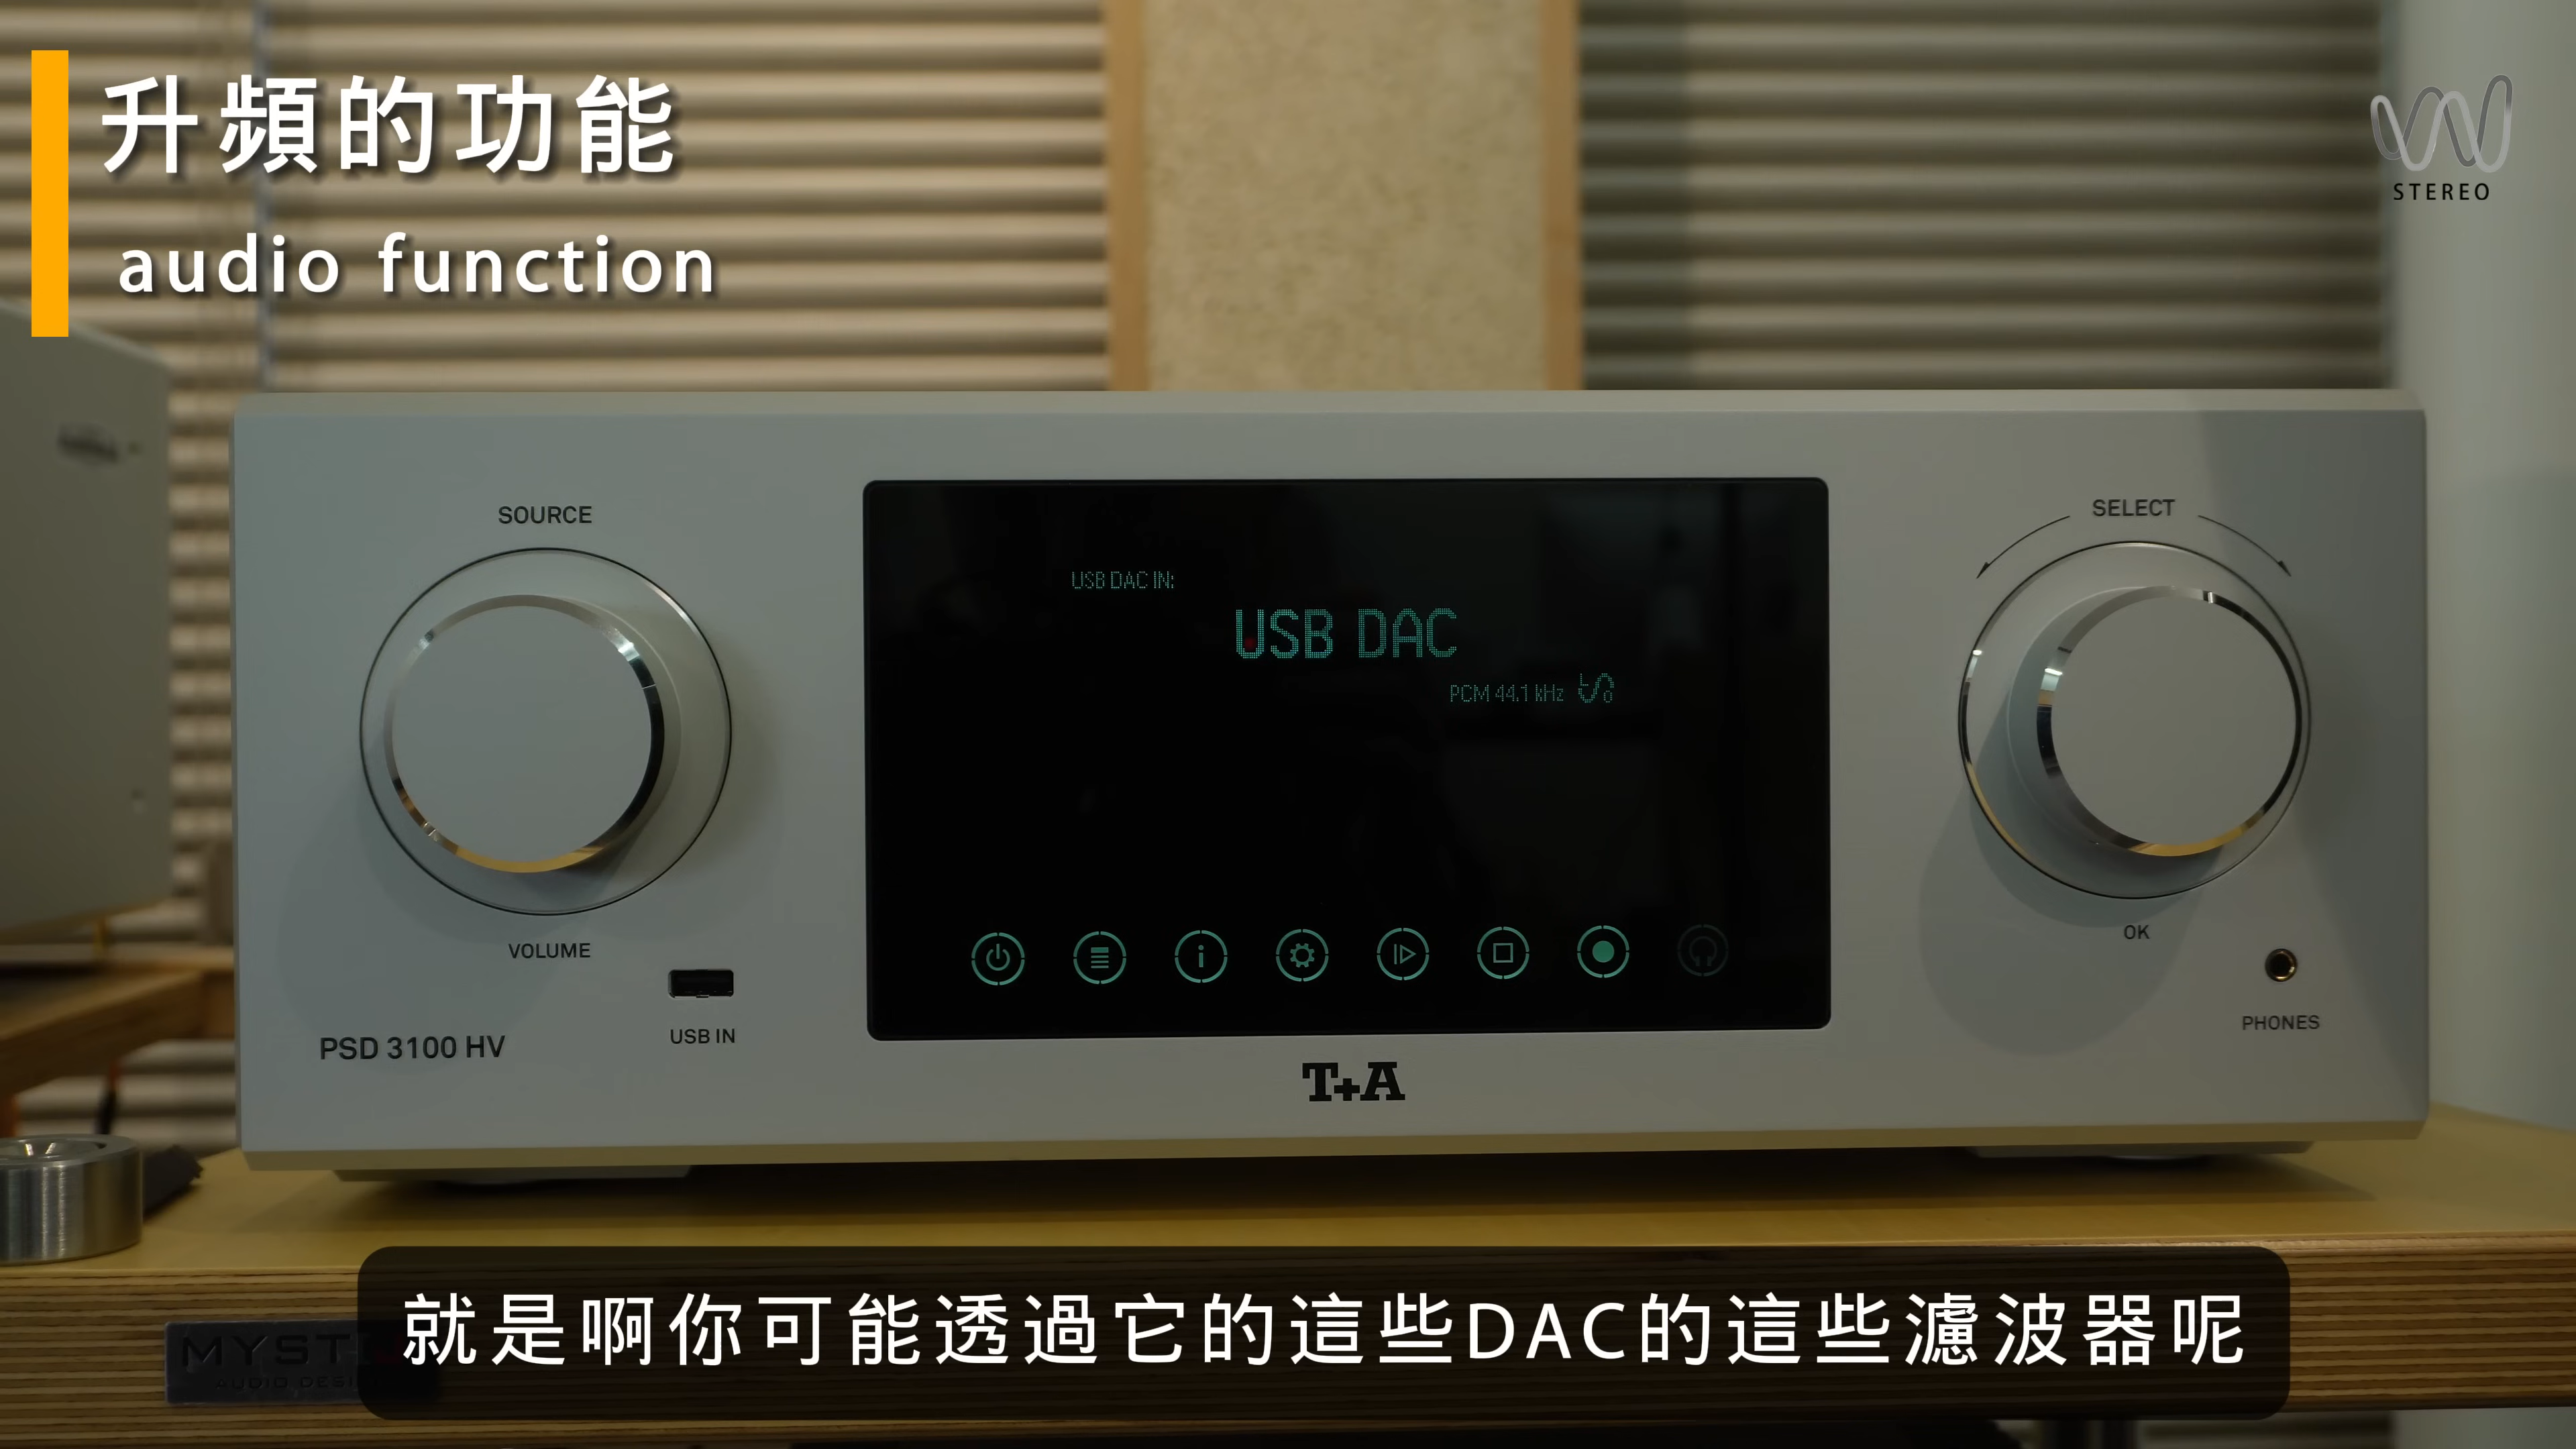 升頻的功能
audio function
STEREO
SOURCE
SELECT
USB DAC IN:
USB DAC
PCM 44.1 kHz
VOLUME
OK
USB IN
PHONES
PSD 3100 HV
T+A
就是啊你可能透過它的這些DAC的這些濾波器呢
AUDIO